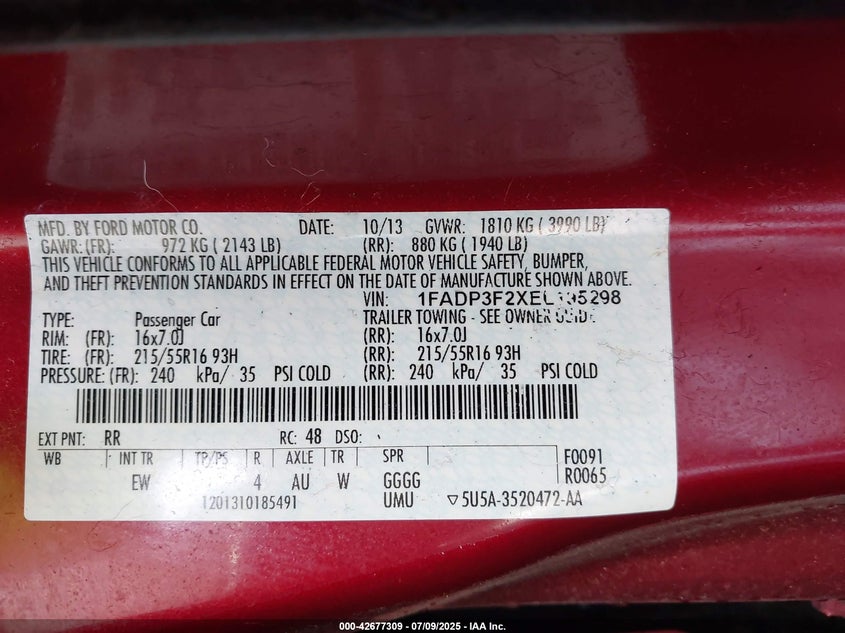 MFD. BY FORD MOTOR CO. DATE: 10/13 GVWR: 1810 KG ( 3990 LB)
GAWR: (FR): 972 KG ( 2143 LB) (RR): 880 KG ( 1940 LB)
THIS VEHICLE CONFORMS TO ALL APPLICABLE FEDERAL MOTOR VEHICLE SAFETY, BUMPER,
AND THEFT PREVENTION STANDARDS IN EFFECT ON THE DATE OF MANUFACTURE SHOWN ABOVE.
VIN:
TYPE: Passenger Car TRAILER TOWING - SEE OWNER GUIDE
RIM: (FR): 16x7.0J (RR): 16x7.0J
TIRE: (FR): 215/55R16 93H (RR): 215/55R16 93H
PRESSURE: (FR): 240 kPa/ 35 PSI COLD (RR): 240 kPa/ 35 PSI COLD
EXT PNT: RR RC: 48 DSO:
WB INT TR TP/PS R AXLE TR SPR F0091
EW 4 AU W GGGG R0065
1201310185491 UMU ▽5U5A-3520472-AA
000-42677309 / 07/09/2025 - IAA Inc.